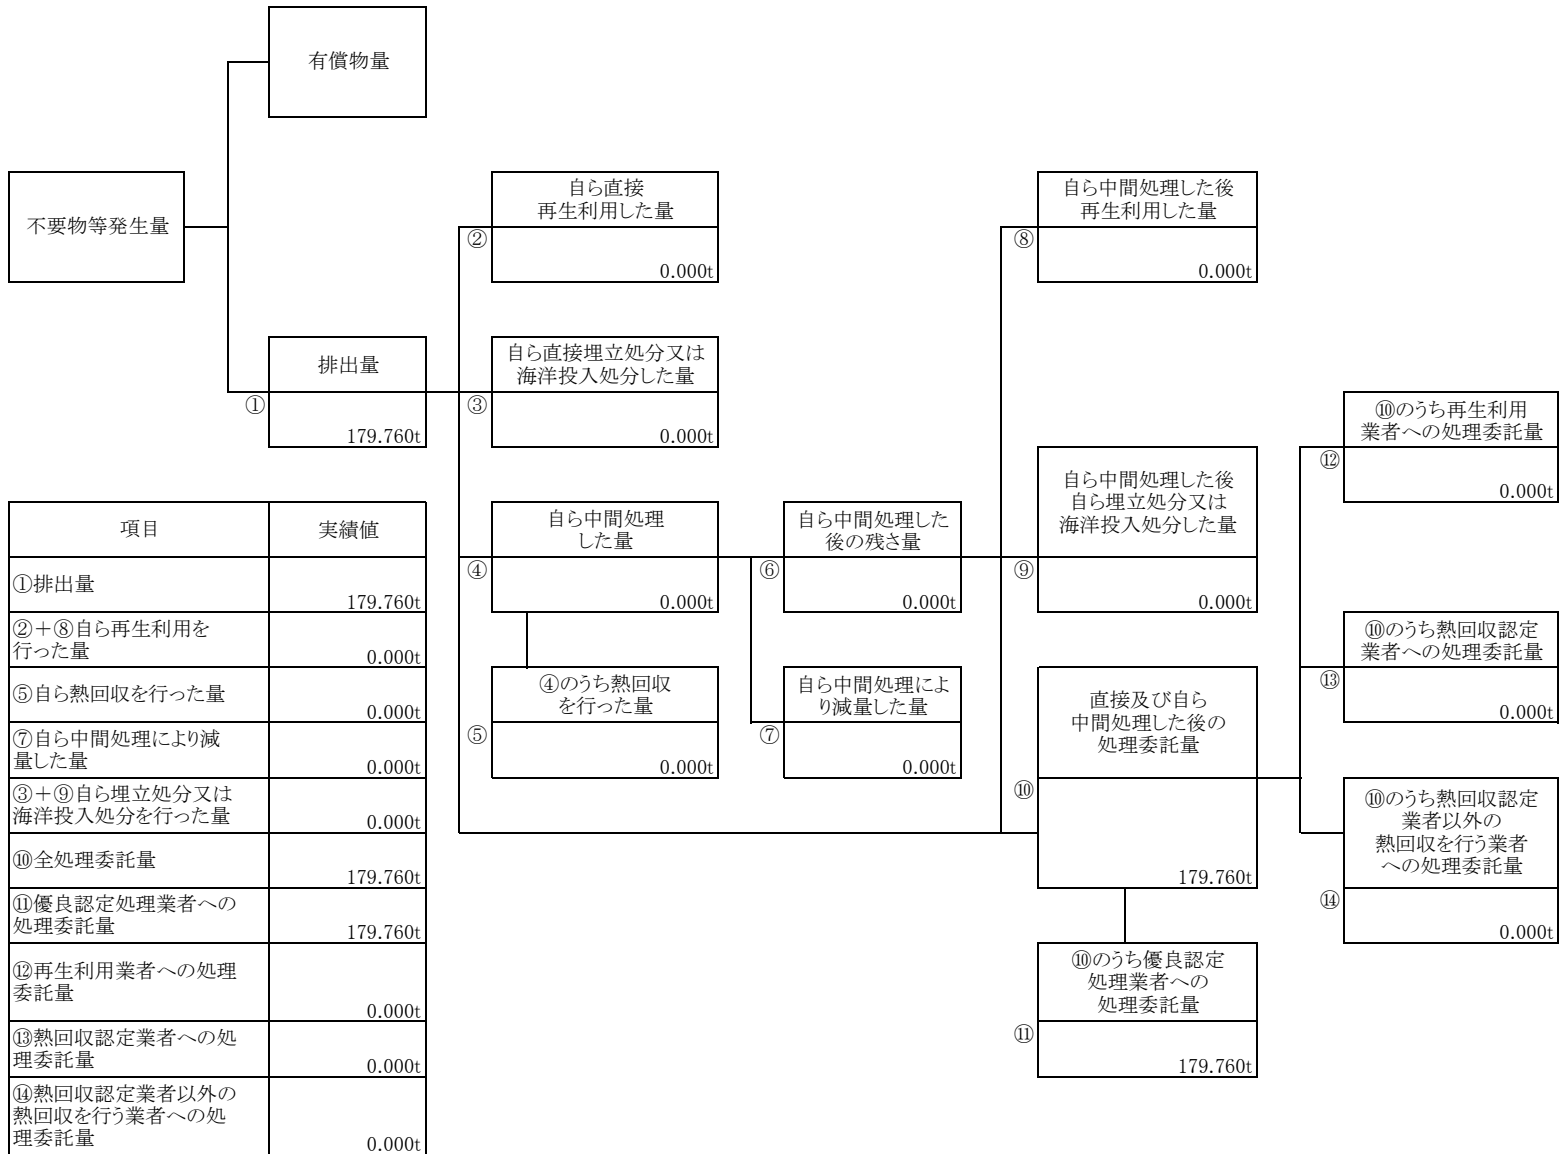 有償物量
不要物等発生量
排出量
①
179.760t
自ら直接
再生利用した量
②
0.000t
自ら直接埋立処分又は
海洋投入処分した量
③
0.000t
自ら中間処理
した量
④
0.000t
④のうち熱回収
を行った量
⑤
0.000t
自ら中間処理した
後の残さ量
⑥
0.000t
自ら中間処理によ
り減量した量
⑦
0.000t
自ら中間処理した後
再生利用した量
⑧
0.000t
自ら中間処理した後
自ら埋立処分又は
海洋投入処分した量
⑨
0.000t
直接及び自ら
中間処理した後の
処理委託量
⑩
179.760t
⑩のうち優良認定
処理業者への
処理委託量
⑪
179.760t
⑩のうち再生利用
業者への処理委託量
⑫
0.000t
⑩のうち熱回収認定
業者への処理委託量
⑬
0.000t
⑩のうち熱回収認定
業者以外の
熱回収を行う業者
への処理委託量
⑭
0.000t
項目 実績値
①排出量
179.760t
②＋⑧自ら再生利用を
行った量
0.000t
⑤自ら熱回収を行った量
0.000t
⑦自ら中間処理により減
量した量
0.000t
③＋⑨自ら埋立処分又は
海洋投入処分を行った量
0.000t
⑩全処理委託量
179.760t
⑪優良認定処理業者への
処理委託量
179.760t
⑫再生利用業者への処理
委託量
0.000t
⑬熱回収認定業者への処
理委託量
0.000t
⑭熱回収認定業者以外の
熱回収を行う業者への処
理委託量
0.000t